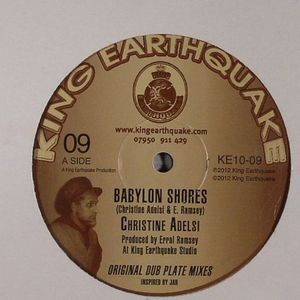 KING EARTHQUAKE
www.kingearthquake.com
07950 911 429
09
A SIDE
A King Earthquake Production
KE10-09
℗2012 King Earthquake
©2012 King Earthquake
BABYLON SHORES
(Christine Adelsi & E. Ramsey)
CHRISTINE ADELSI
Produced by Errol Ramsey
At King Earthquake Studio
ORIGINAL DUB PLATE MIXES
INSPIRED BY JAH